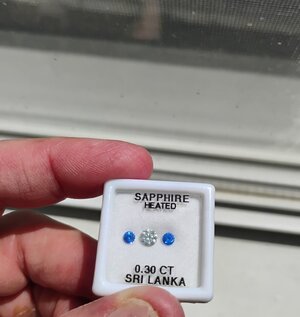 SAPPHIRE
HEATED
0.30 CT
SRI LANKA